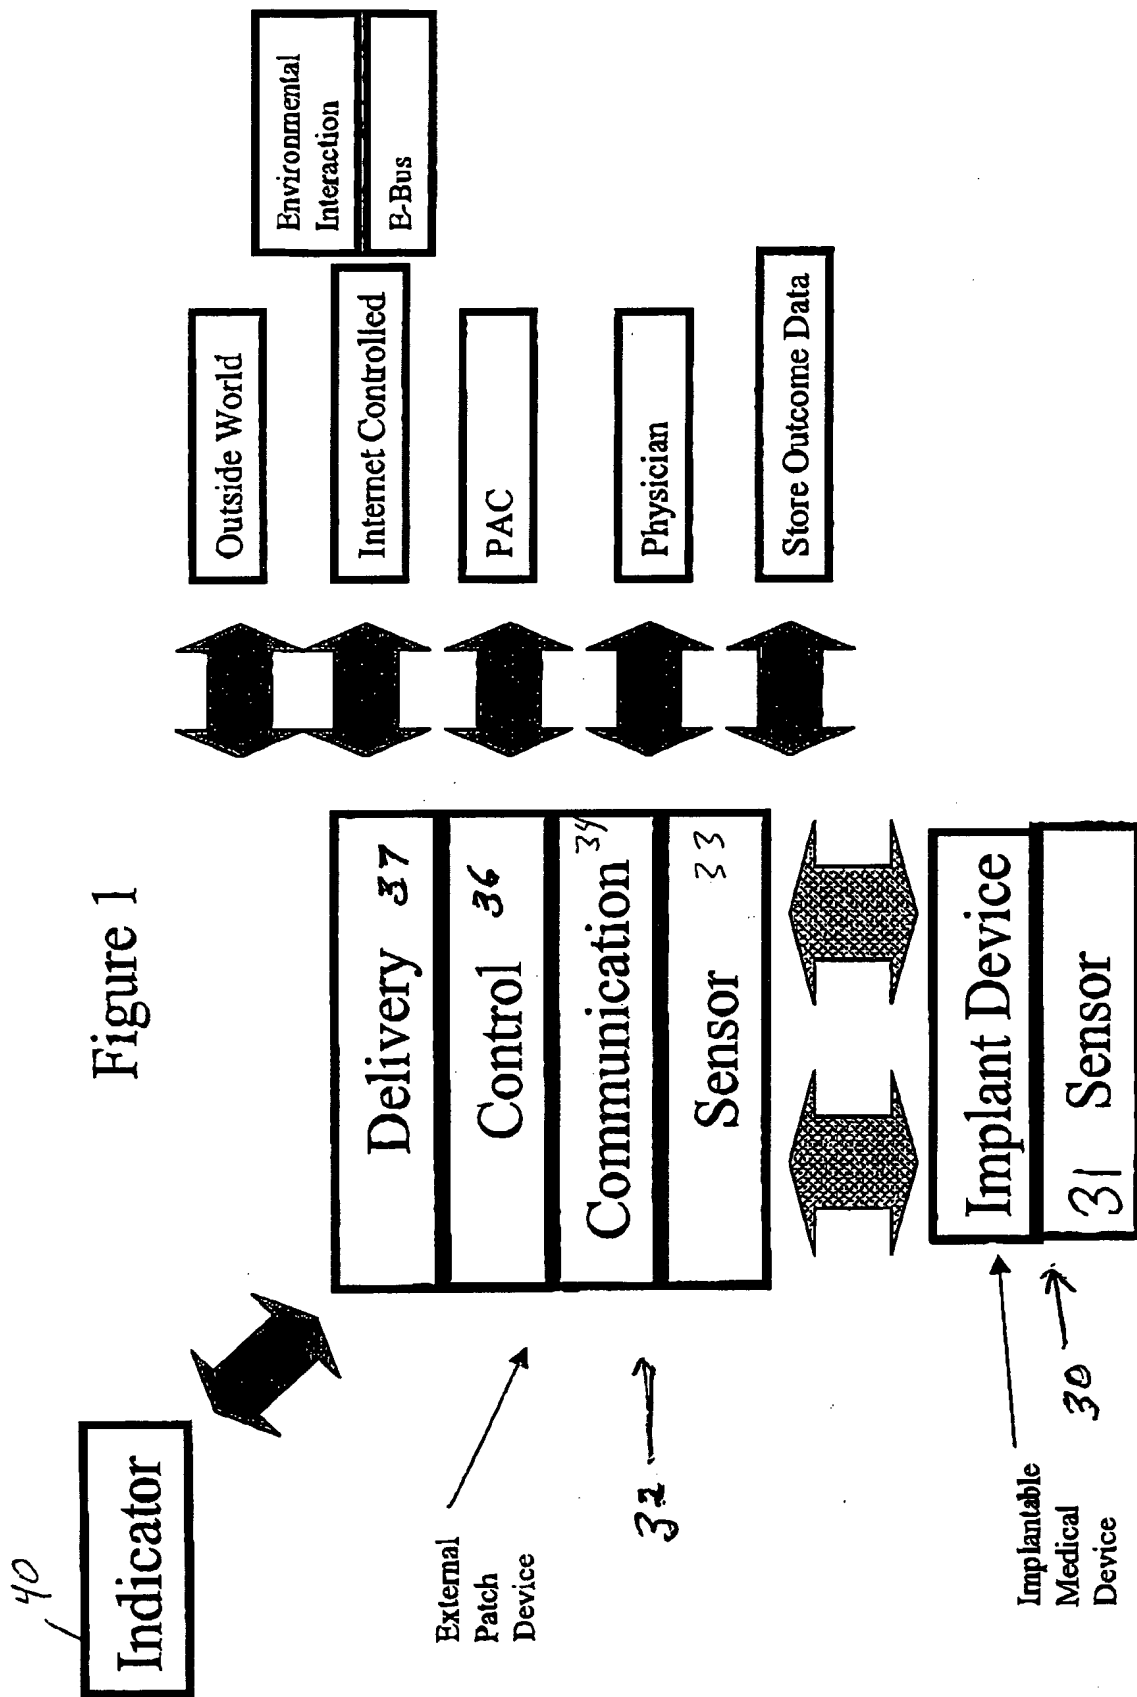 Figure 1
Indicator
40
External
Patch
Device
32
Delivery 37
Control 36
Communication 34
Sensor 33
Outside World
Internet Controlled
Environmental
Interaction
E-Bus
PAC
Physician
Store Outcome Data
Implantable
Medical
Device
30
Implant Device
31 Sensor